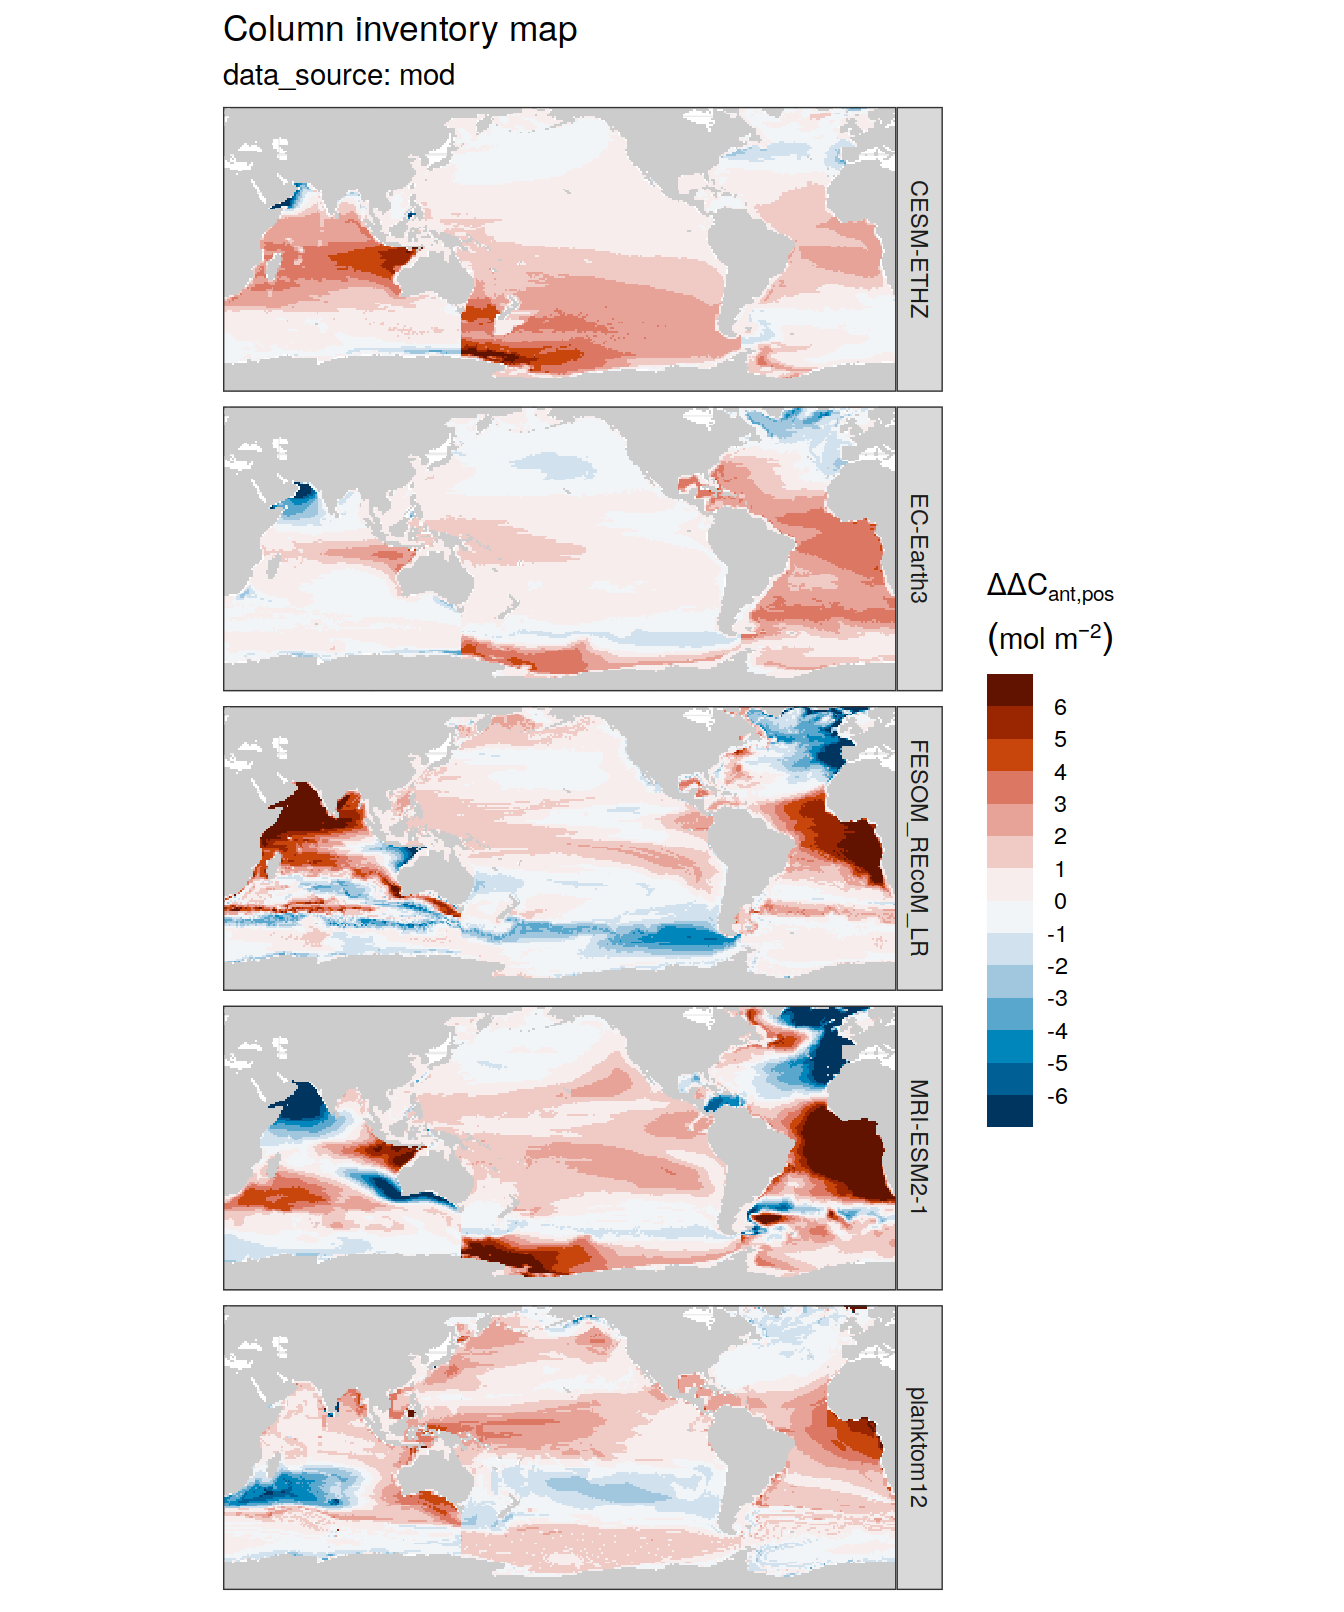 Column inventory map
data_source: mod
CESM-ETHZ
EC-Earth3
FESOM_REcoM_LR
MRI-ESM2-1
planktom12
ΔΔCant,pos
(mol m−2)
6
5
4
3
2
1
0
-1
-2
-3
-4
-5
-6